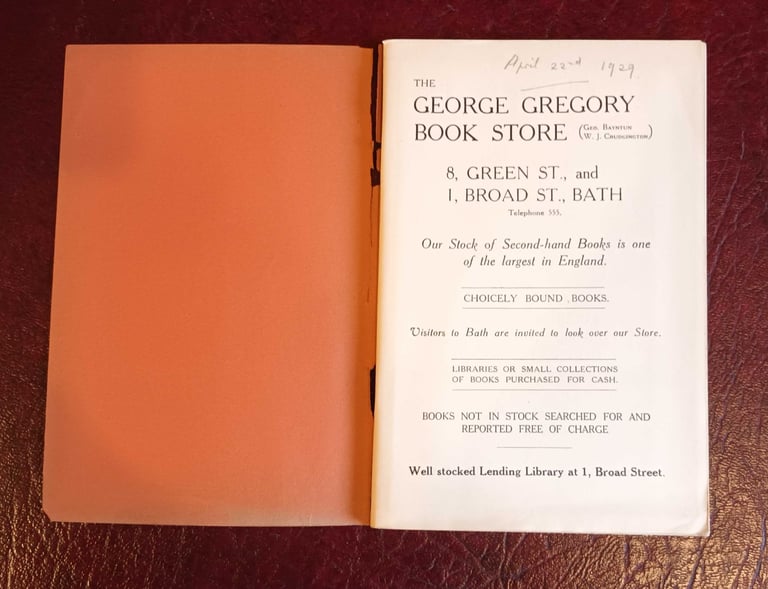 April 22nd 1929
THE
GEORGE GREGORY
BOOK STORE (Geo. Bayntun
W. J. Chudgington)
8, GREEN ST., and
1, BROAD ST., BATH
Telephone 555.
Our Stock of Second-hand Books is one
of the largest in England.
CHOICELY BOUND BOOKS.
Visitors to Bath are invited to look over our Store.
LIBRARIES OR SMALL COLLECTIONS
OF BOOKS PURCHASED FOR CASH.
BOOKS NOT IN STOCK SEARCHED FOR AND
REPORTED FREE OF CHARGE
Well stocked Lending Library at 1, Broad Street.